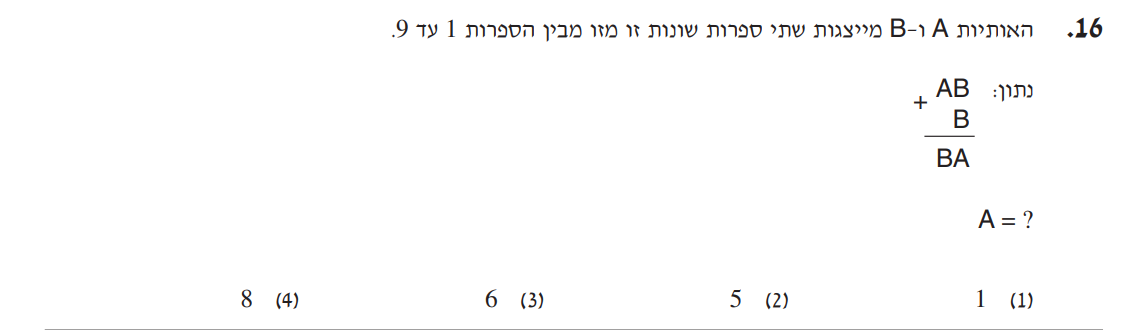 16. האותיות A ו-B מייצגות שתי ספרות שונות זו מזו מבין הספרות 1 עד 9.
נתון: AB
+ B
BA
A = ?
(1) 1 (2) 5 (3) 6 (4) 8